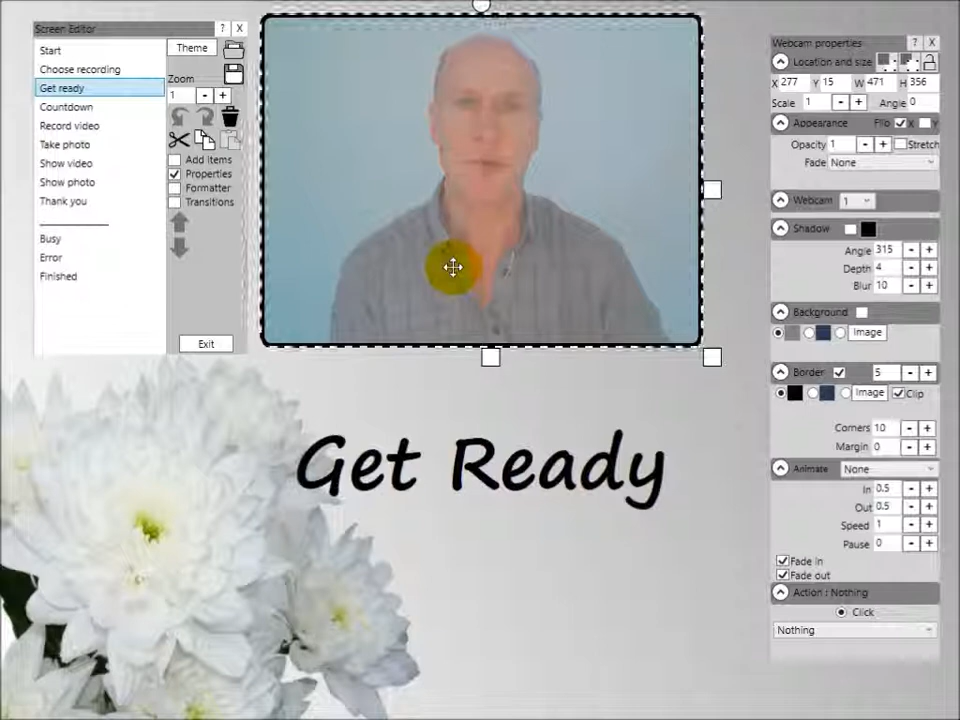 Screen Editor ? X
Start
Choose recording
Get ready
Countdown
Record video
Take photo
Show video
Show photo
Thank you
Busy
Error
Finished
Theme
Zoom
1 - +
Add items
Properties
Formatter
Transitions
Exit
Get Ready
Webcam properties ? X
Location and size
X 277 Y 15 W 471 H 356
Scale 1 - + Angle 0
Appearance Flip X Y
Opacity 1 - + Stretch
Fade None
Webcam 1
Shadow
Angle 315 - +
Depth 4 - +
Blur 10 - +
Background
Image
Border 5 - +
Image Clip
Corners 10 - +
Margin 0 - +
Animate None
In 0.5 - +
Out 0.5 - +
Speed 1 - +
Pause 0 - +
Fade in
Fade out
Action : Nothing
Click
Nothing